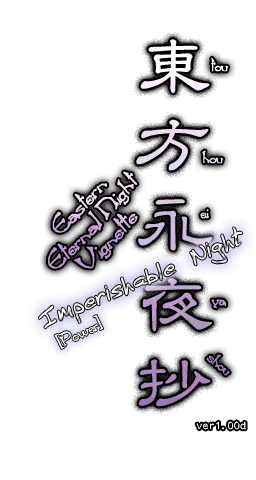 東方永夜抄
tou
hou
ei
ya
shou
Eastern
Eternal Night
Vignette
Imperishable Night
[Power]
ver1.00d